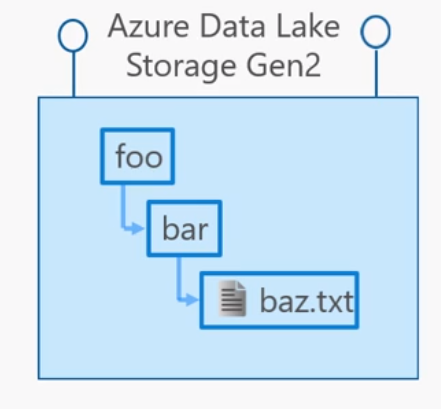 Azure Data Lake
Storage Gen2
foo
bar
baz.txt